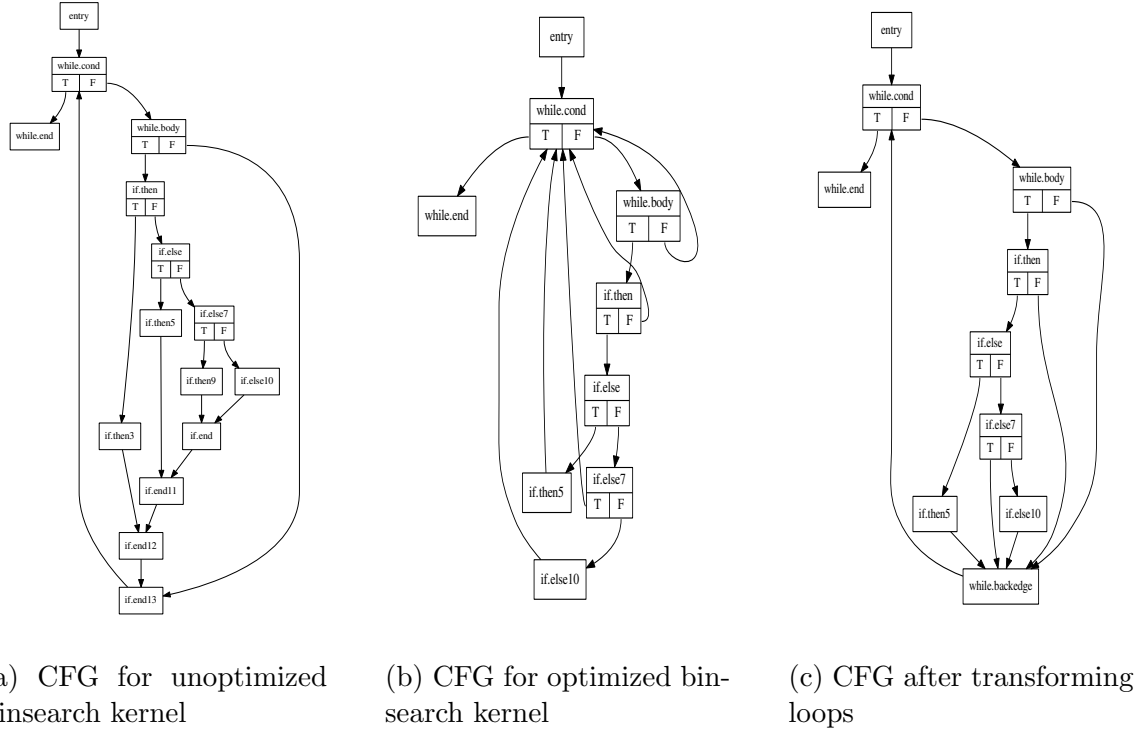 entry
while.cond
T F
while.end
while.body
T F
if.then
T F
if.else
T F
if.then5
if.else7
T F
if.then9
if.else10
if.then3
if.end
if.end11
if.end12
if.end13
a) CFG for unoptimized
insearch kernel
entry
while.cond
T F
while.end
while.body
T F
if.then
T F
if.else
T F
if.then5
if.else7
T F
if.else10
(b) CFG for optimized bin-
search kernel
entry
while.cond
T F
while.end
while.body
T F
if.then
T F
if.else
T F
if.else7
T F
if.then5
if.else10
while.backedge
(c) CFG after transforming
loops